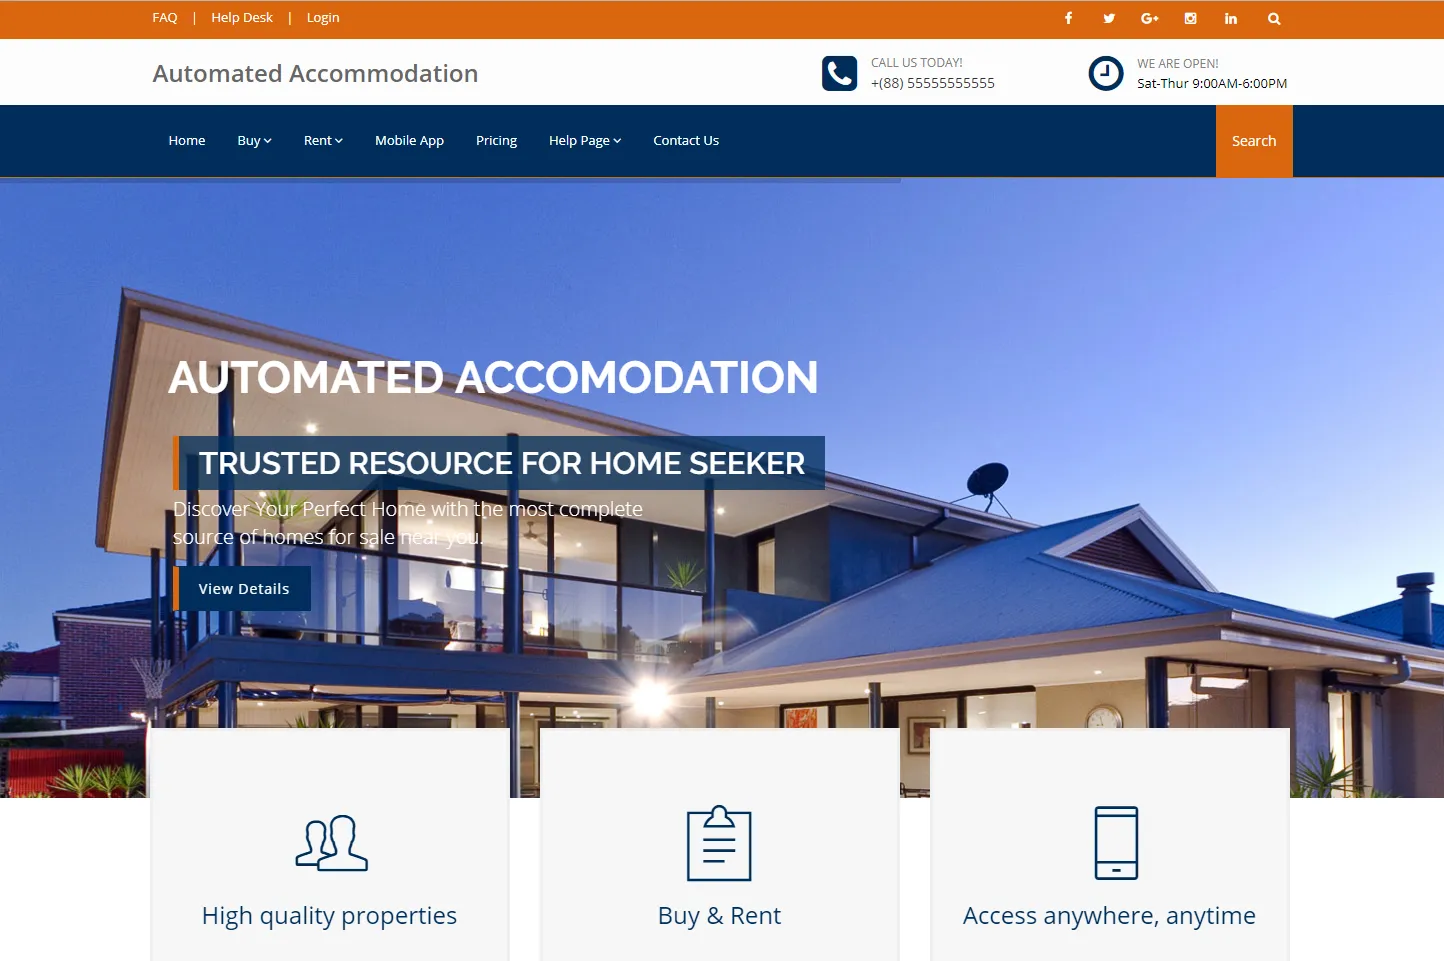 FAQ | Help Desk | Login
Automated Accommodation
CALL US TODAY!
+(88) 55555555555
WE ARE OPEN!
Sat-Thur 9:00AM-6:00PM
Home Buy Rent Mobile App Pricing Help Page Contact Us Search
AUTOMATED ACCOMODATION
TRUSTED RESOURCE FOR HOME SEEKER
Discover Your Perfect Home with the most complete
source of homes for sale near you.
View Details
High quality properties
Buy & Rent
Access anywhere, anytime